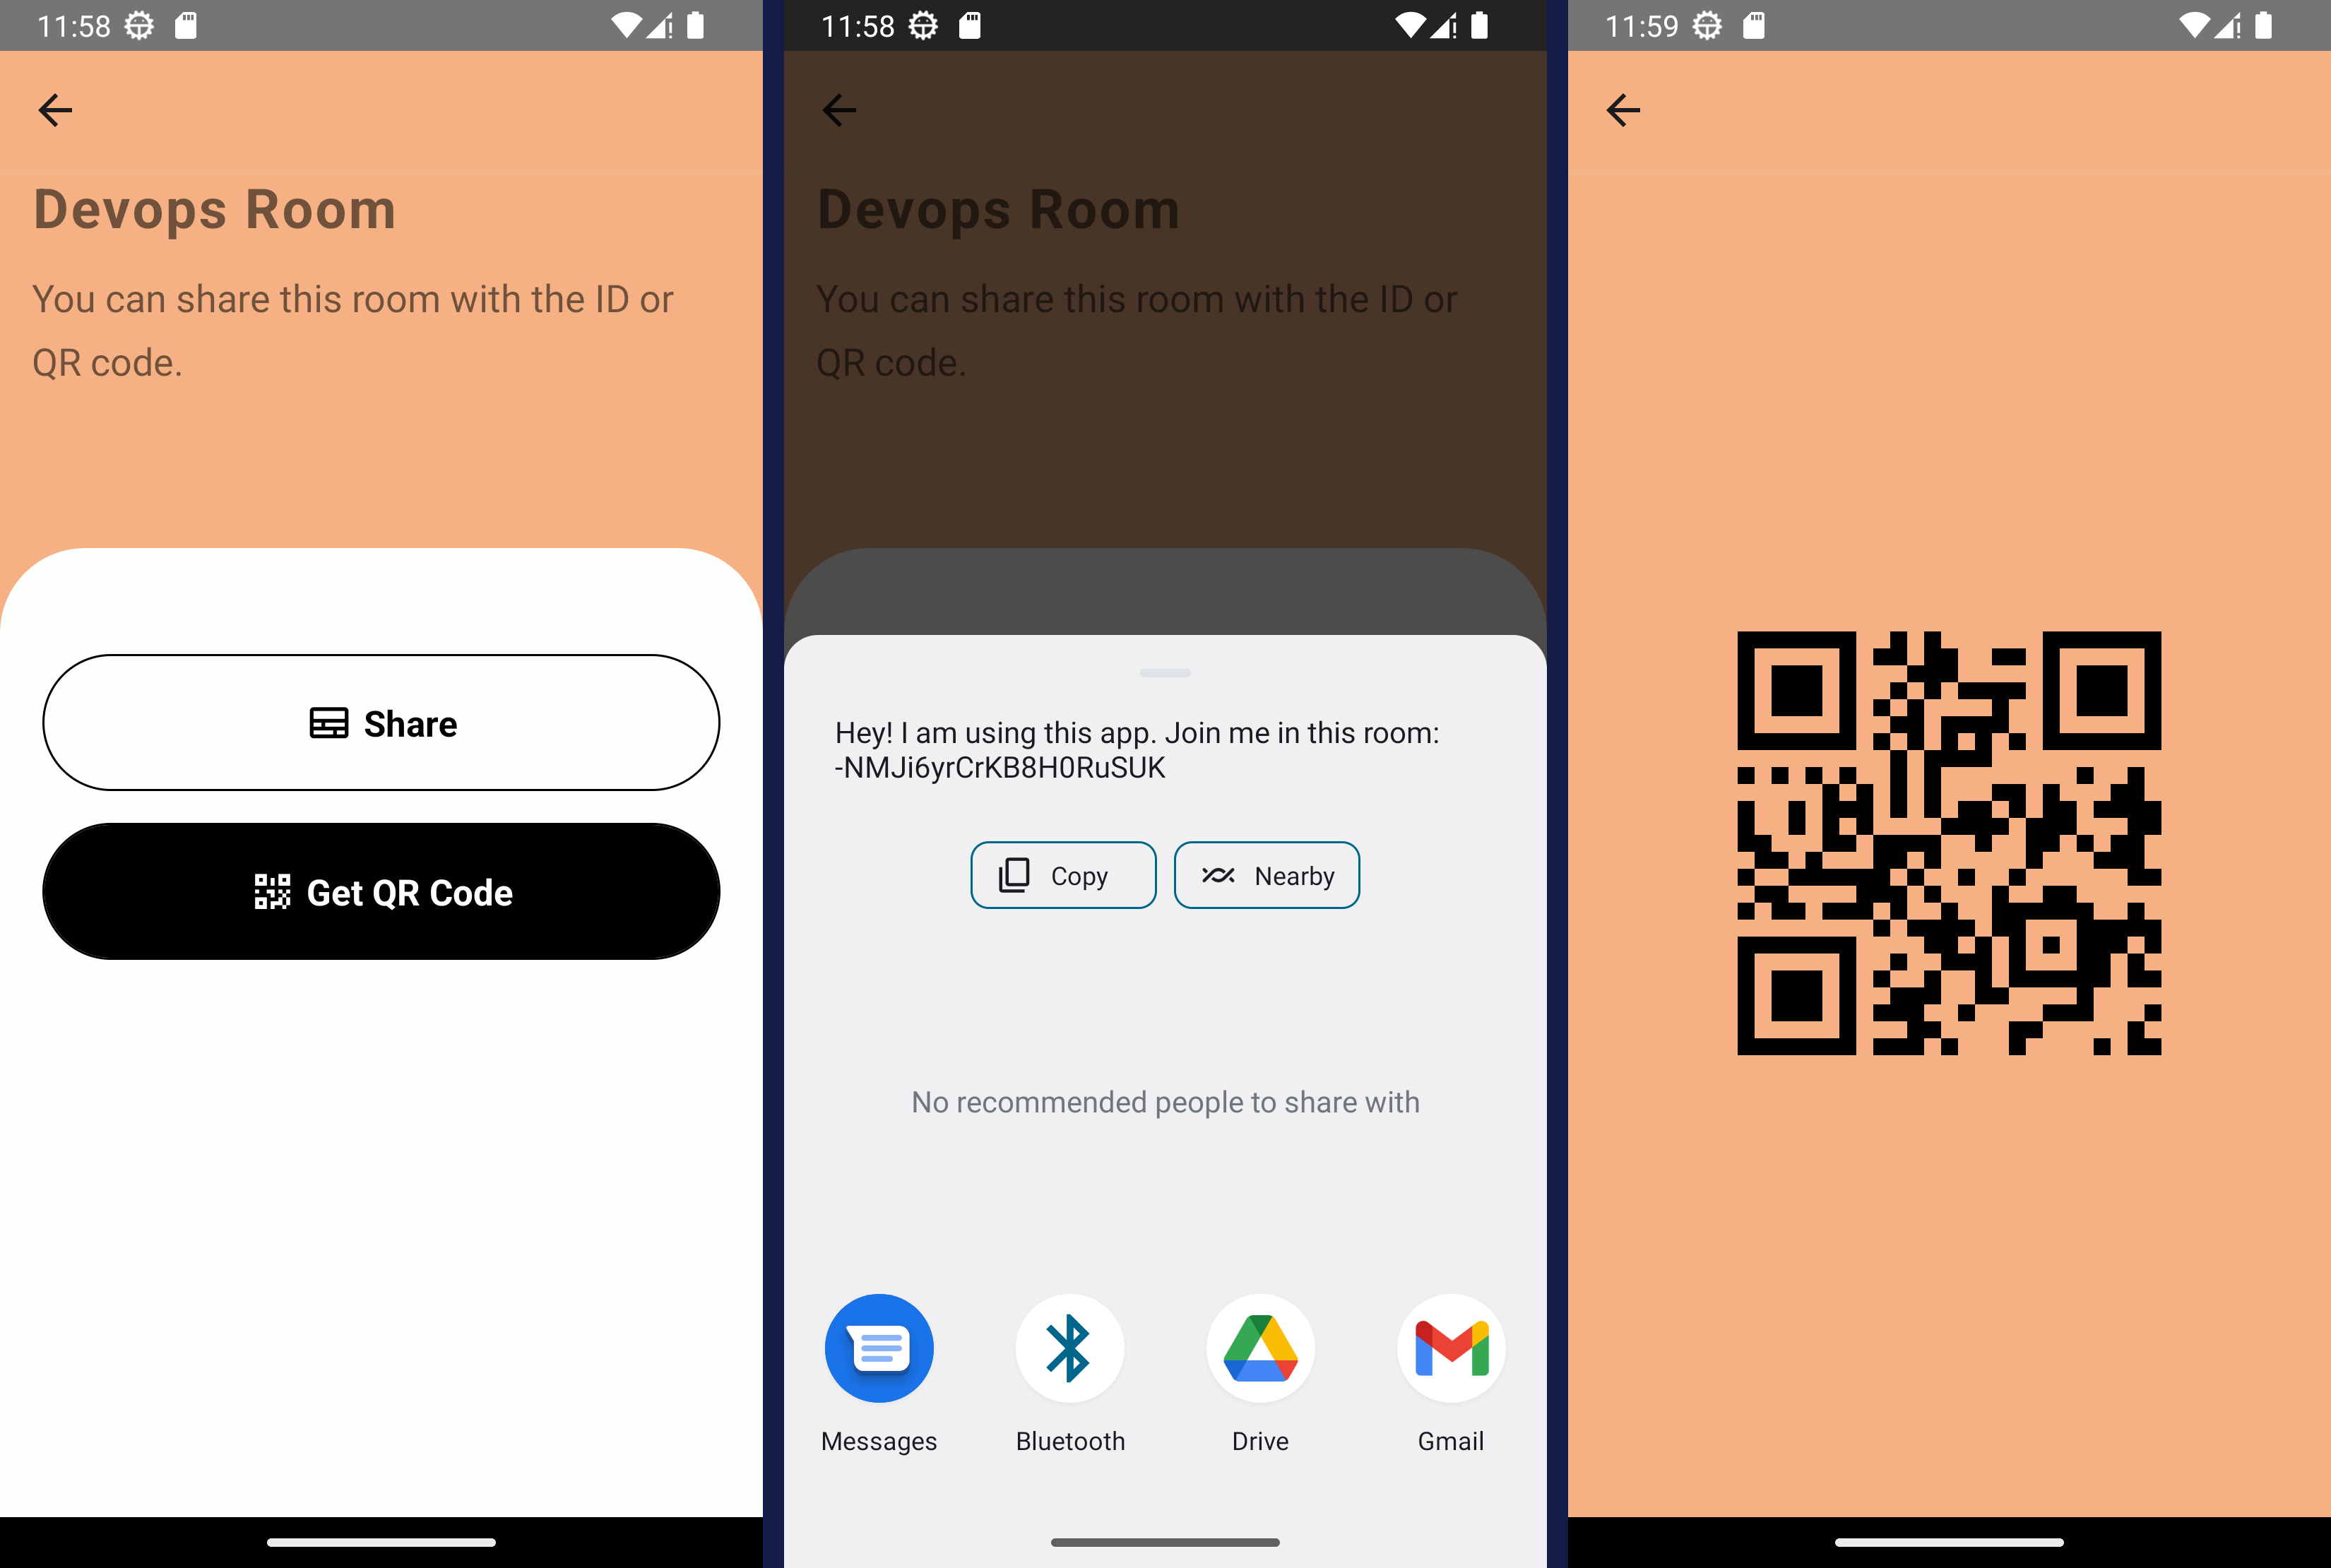 11:58
Devops Room
You can share this room with the ID or
QR code.
Share
Get QR Code
11:58
Devops Room
You can share this room with the ID or
QR code.
Hey! I am using this app. Join me in this room:
-NMJi6yrCrKB8H0RuSUK
Copy
Nearby
No recommended people to share with
Messages
Bluetooth
Drive
Gmail
11:59